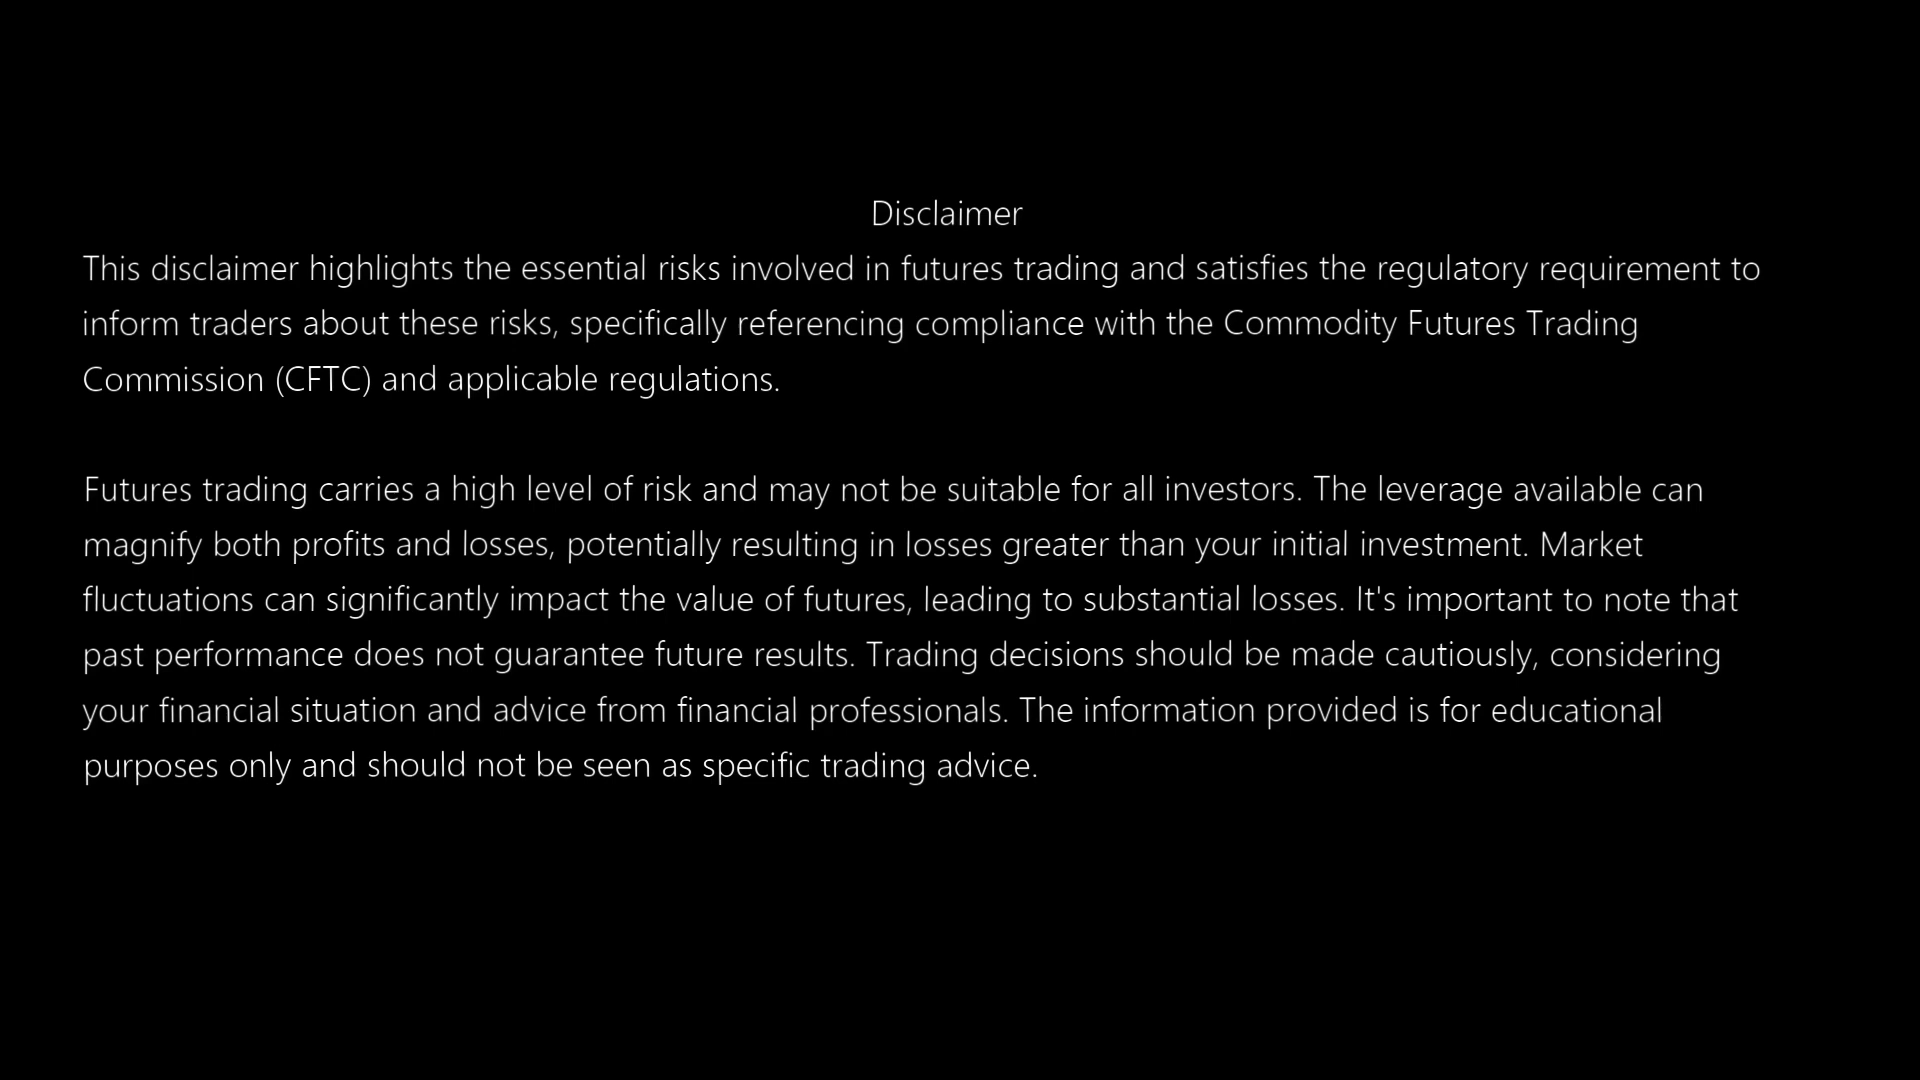 Disclaimer
This disclaimer highlights the essential risks involved in futures trading and satisfies the regulatory requirement to
inform traders about these risks, specifically referencing compliance with the Commodity Futures Trading
Commission (CFTC) and applicable regulations.
Futures trading carries a high level of risk and may not be suitable for all investors. The leverage available can
magnify both profits and losses, potentially resulting in losses greater than your initial investment. Market
fluctuations can significantly impact the value of futures, leading to substantial losses. It's important to note that
past performance does not guarantee future results. Trading decisions should be made cautiously, considering
your financial situation and advice from financial professionals. The information provided is for educational
purposes only and should not be seen as specific trading advice.